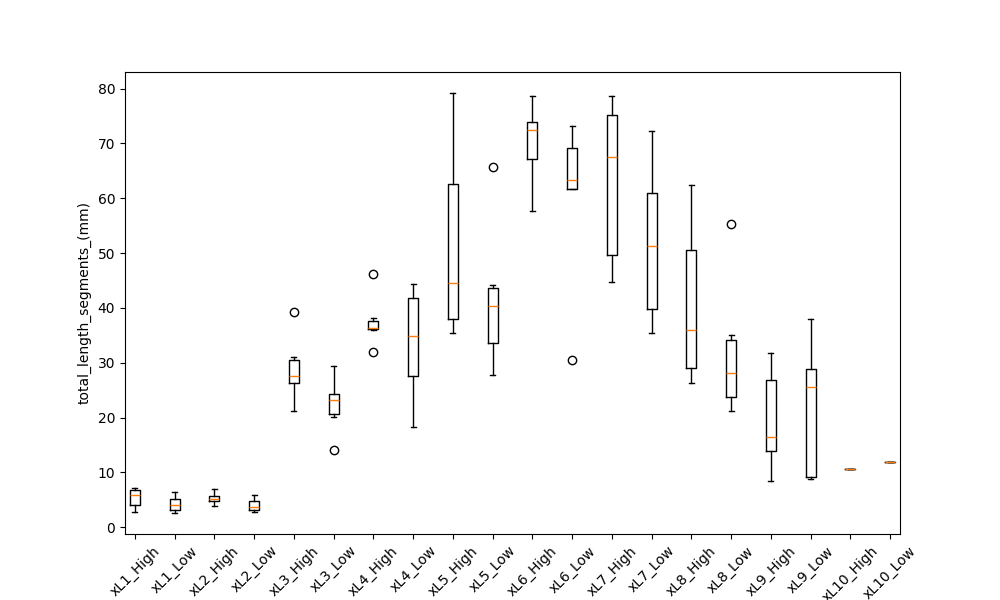 80
70
60
50
40
30
20
10
0
total_length_segments_(mm)
xL1_High
xL1_Low
xL2_High
xL2_Low
xL3_High
xL3_Low
xL4_High
xL4_Low
xL5_High
xL5_Low
xL6_High
xL6_Low
xL7_High
xL7_Low
xL8_High
xL8_Low
xL9_High
xL9_Low
xL10_High
xL10_Low